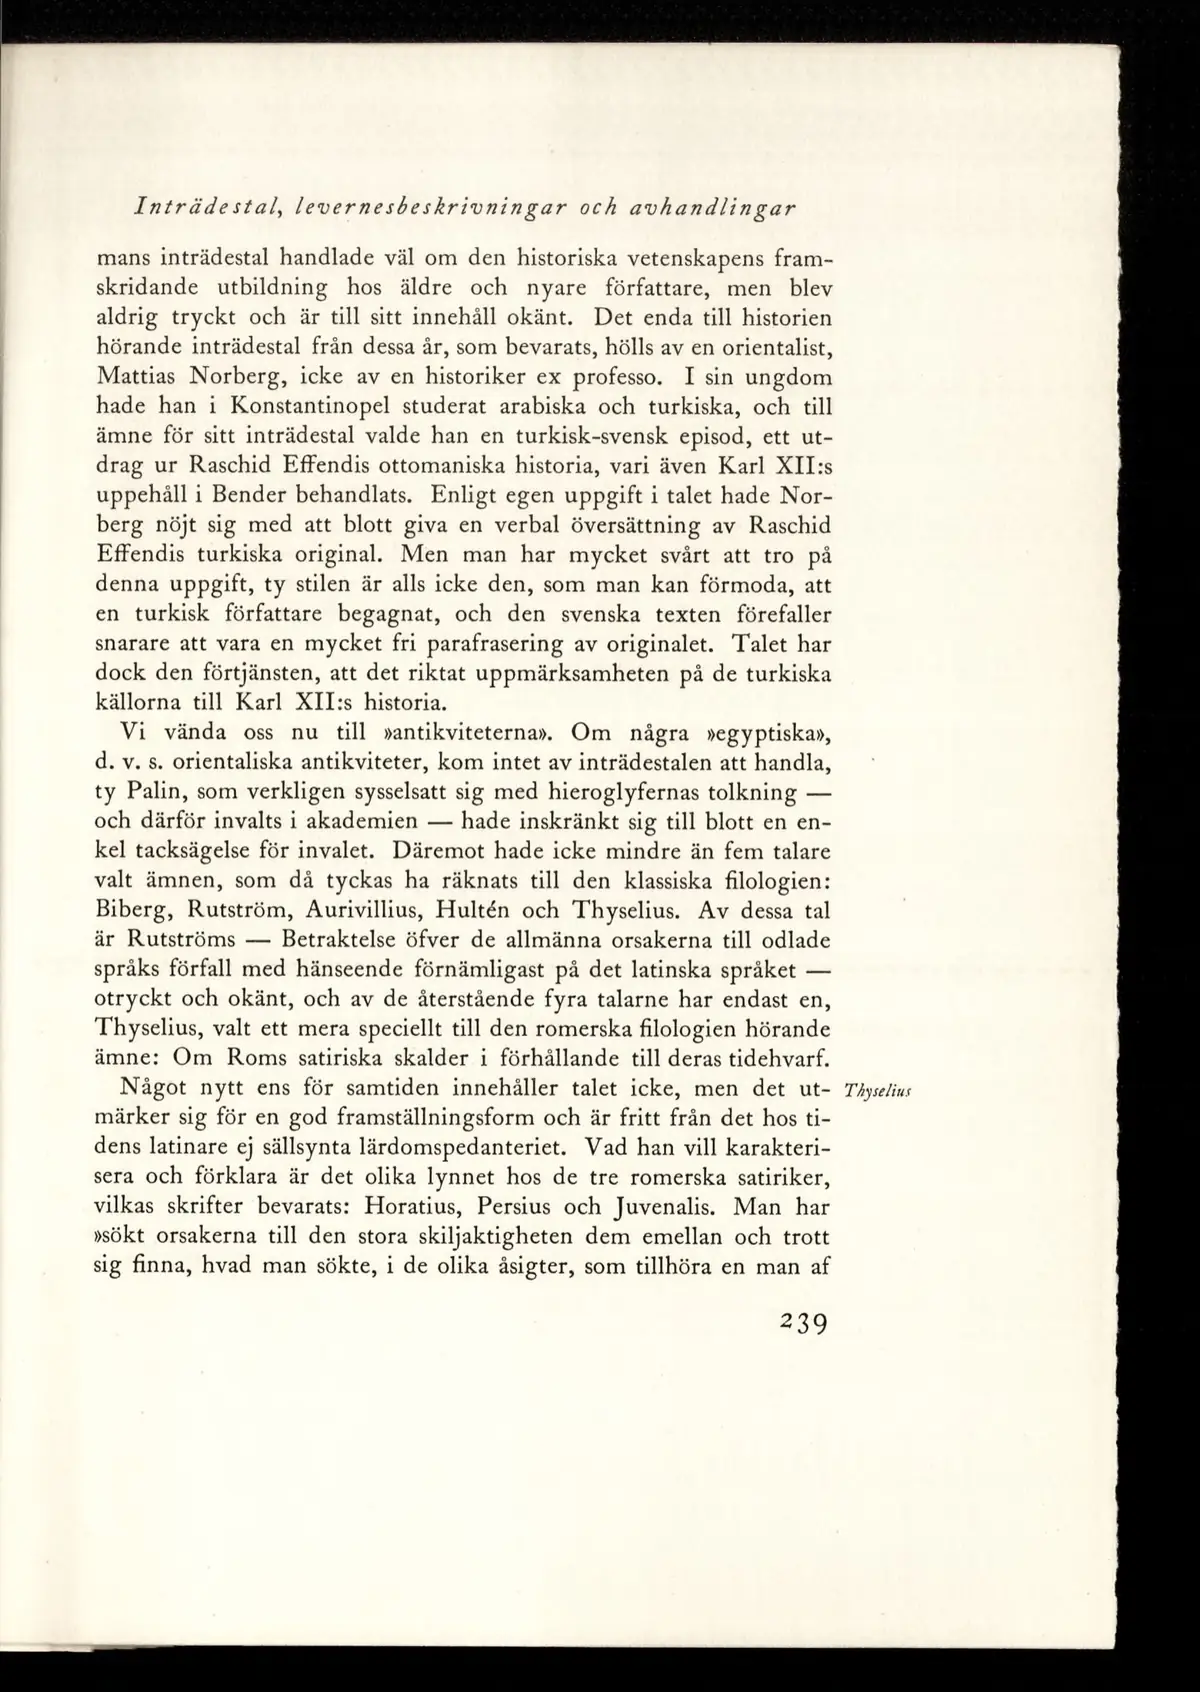 Inträdestal, levernesbeskrivningar och avhandlingar
mans inträdestal handlade väl om den historiska vetenskapens fram-
skridande utbildning hos äldre och nyare författare, men blev
aldrig tryckt och är till sitt innehåll okänt. Det enda till historien
hörande inträdestal från dessa år, som bevarats, hölls av en orientalist,
Mattias Norberg, icke av en historiker ex professo. I sin ungdom
hade han i Konstantinopel studerat arabiska och turkiska, och till
ämne för sitt inträdestal valde han en turkisk-svensk episod, ett ut-
drag ur Raschid Effendis ottomaniska historia, vari även Karl XII:s
uppehåll i Bender behandlats. Enligt egen uppgift i talet hade Nor-
berg nöjt sig med att blott giva en verbal översättning av Raschid
Effendis turkiska original. Men man har mycket svårt att tro på
denna uppgift, ty stilen är alls icke den, som man kan förmoda, att
en turkisk författare begagnat, och den svenska texten förefaller
snarare att vara en mycket fri parafrasering av originalet. Talet har
dock den förtjänsten, att det riktat uppmärksamheten på de turkiska
källorna till Karl XII:s historia.
Vi vända oss nu till »antikviteterna». Om några »egyptiska»,
d. v. s. orientaliska antikviteter, kom intet av inträdestalen att handla,
ty Palin, som verkligen sysselsatt sig med hieroglyfernas tolkning —
och därför invalts i akademien — hade inskränkt sig till blott en en-
kel tacksägelse för invalet. Däremot hade icke mindre än fem talare
valt ämnen, som då tyckas ha räknats till den klassiska filologien:
Biberg, Rutström, Aurivillius, Hultén och Thyselius. Av dessa tal
är Rutströms — Betraktelse öfver de allmänna orsakerna till odlade
språks förfall med hänseende förnämligast på det latinska språket —
otryckt och okänt, och av de återstående fyra talarne har endast en,
Thyselius, valt ett mera speciellt till den romerska filologien hörande
ämne: Om Roms satiriska skalder i förhållande till deras tidehvarf.
Något nytt ens för samtiden innehåller talet icke, men det ut- Thyselius
märker sig för en god framställningsform och är fritt från det hos ti-
dens latinare ej sällsynta lärdomspedanteriet. Vad han vill karakteri-
sera och förklara är det olika lynnet hos de tre romerska satiriker,
vilkas skrifter bevarats: Horatius, Persius och Juvenalis. Man har
»sökt orsakerna till den stora skiljaktigheten dem emellan och trott
sig finna, hvad man sökte, i de olika åsigter, som tillhöra en man af
239